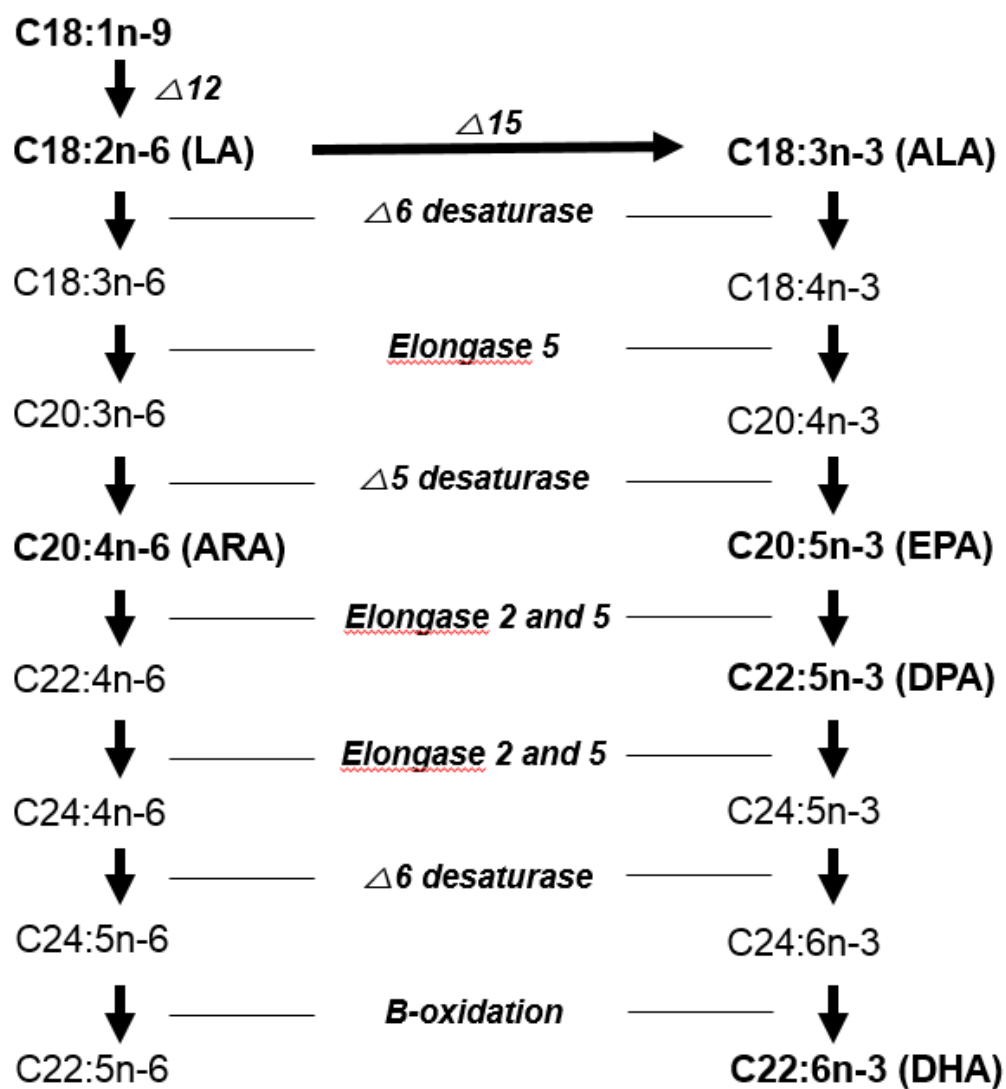 C18:1n-9
△12
C18:2n-6 (LA)
△15
C18:3n-3 (ALA)
△6 desaturase
C18:3n-6
C18:4n-3
Elongase 5
C20:3n-6
C20:4n-3
△5 desaturase
C20:4n-6 (ARA)
C20:5n-3 (EPA)
Elongase 2 and 5
C22:4n-6
C22:5n-3 (DPA)
Elongase 2 and 5
C24:4n-6
C24:5n-3
△6 desaturase
C24:5n-6
C24:6n-3
B-oxidation
C22:5n-6
C22:6n-3 (DHA)